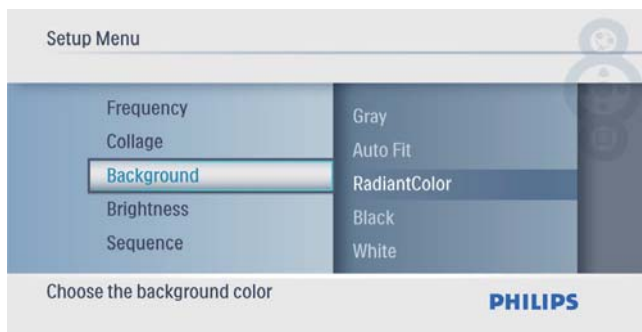 Setup Menu
Frequency
Collage
Background
Brightness
Sequence
Gray
Auto Fit
RadiantColor
Black
White
Choose the background color
PHILIPS